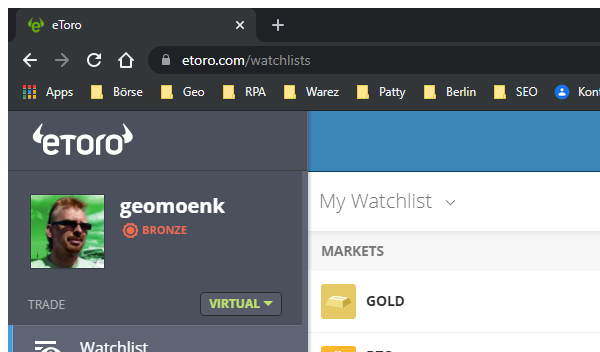 eToro
etoro.com/watchlists
Apps Börse Geo RPA Warez Patty Berlin SEO Kont
eToro
geomoenk
BRONZE
TRADE VIRTUAL
Watchlist
My Watchlist
MARKETS
GOLD